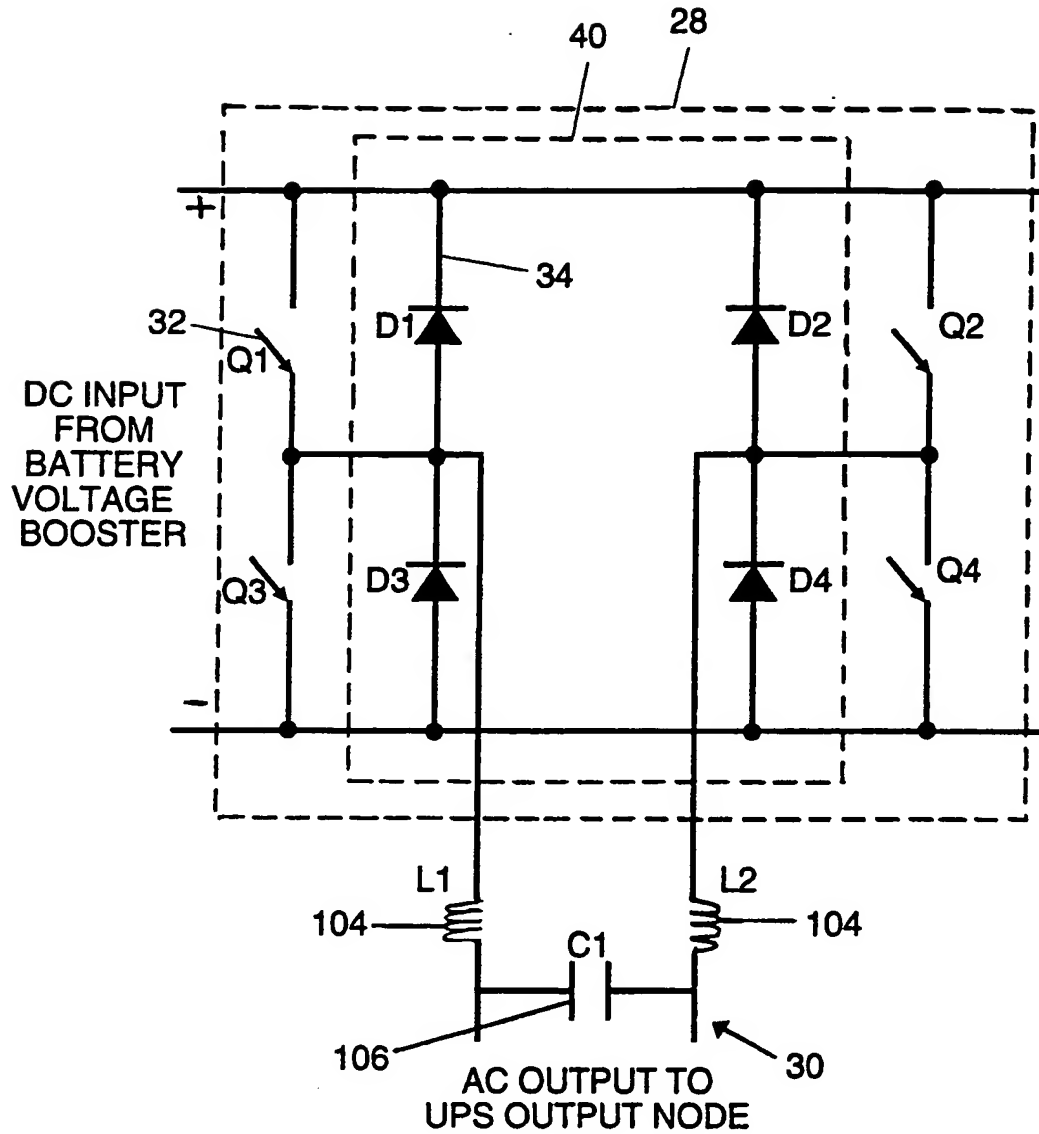 40
28
+
34
32
Q1
D1
D2
Q2
DC INPUT
FROM
BATTERY
VOLTAGE
BOOSTER
Q3
D3
D4
Q4
-
L1
L2
104
104
C1
106
30
AC OUTPUT TO
UPS OUTPUT NODE